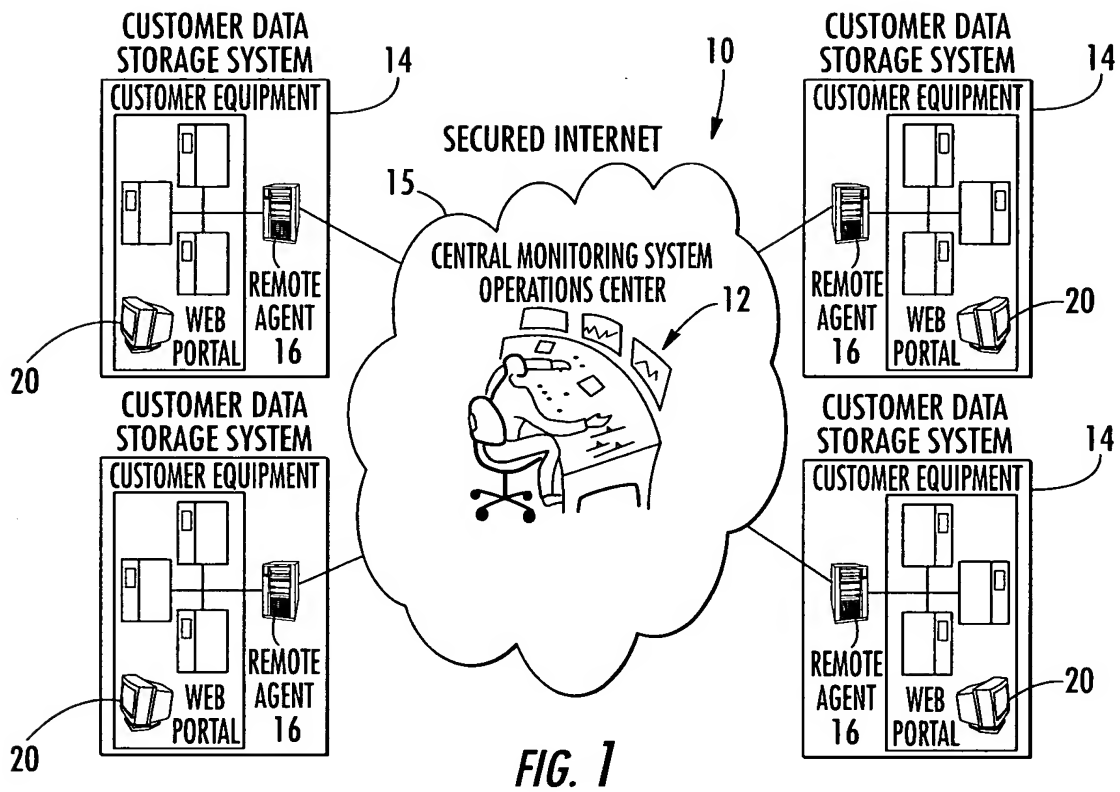 CUSTOMER DATA
STORAGE SYSTEM
14
CUSTOMER EQUIPMENT
REMOTE
AGENT
16
WEB
PORTAL
20
10
SECURED INTERNET
15
CENTRAL MONITORING SYSTEM
OPERATIONS CENTER
12
CUSTOMER DATA
STORAGE SYSTEM
14
CUSTOMER EQUIPMENT
REMOTE
AGENT
16
WEB
PORTAL
20
CUSTOMER DATA
STORAGE SYSTEM
CUSTOMER EQUIPMENT
REMOTE
AGENT
16
WEB
PORTAL
20
CUSTOMER DATA
STORAGE SYSTEM
14
CUSTOMER EQUIPMENT
REMOTE
AGENT
16
WEB
PORTAL
20
FIG. 1